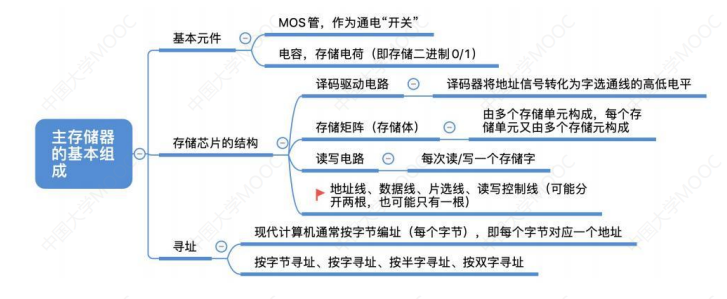 MOS管，作为通电“开关”
基本元件
电容，存储电荷（即存储二进制0/1）
译码驱动电路
译码器将地址信号转化为字选通线的高低电平
主存储器
的基本组
成
存储芯片的结构
存储矩阵（存储体）
由多个存储单元构成，每个存
储单元又由多个存储元构成
读写电路
每次读/写一个存储字
地址线、数据线、片选线、读写控制线（可能分
开两根，也可能只有一根）
寻址
现代计算机通常按字节编址（每个字节），即每个字节对应一个地址
按字节寻址、按字寻址、按半字寻址、按双字寻址
中国大学MOOC